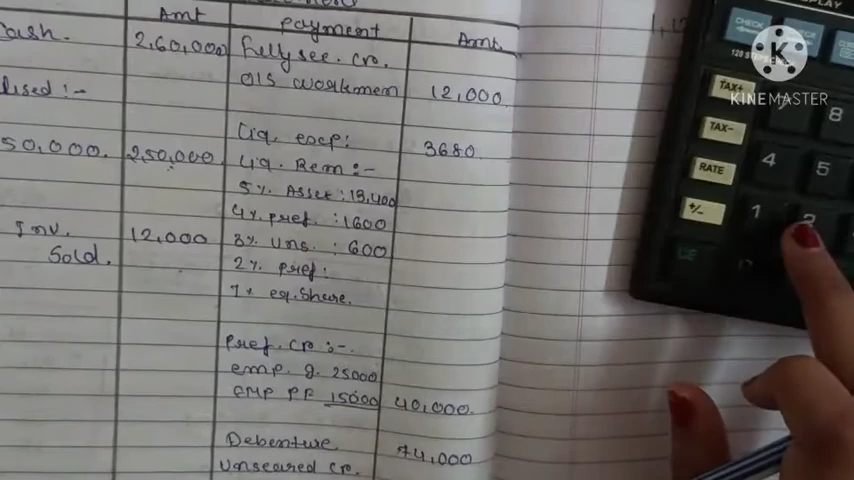 Amt Payment Amt.
Cash. 2,60,000 fully sec. cr.
O/S workmen 12,000
lised :-
Liq. exp: 3680
50,000. 2,50,000 Liq. Rem :-
5% Asset : 13,400
4% pref. : 1600
Inv. 12,000 3% Uns. : 600
Sold. 2% pref:
1% eq. Share.
Pref. Cr. :-
emp. g. 25000
emp PF 15000 40,000
Debenture 74,000
Unsecured cr.
DISPLAY
CHECK
CHECK
TAX+
TAX-
RATE
+/-
8
4
5
1
2
K
KINEMASTER